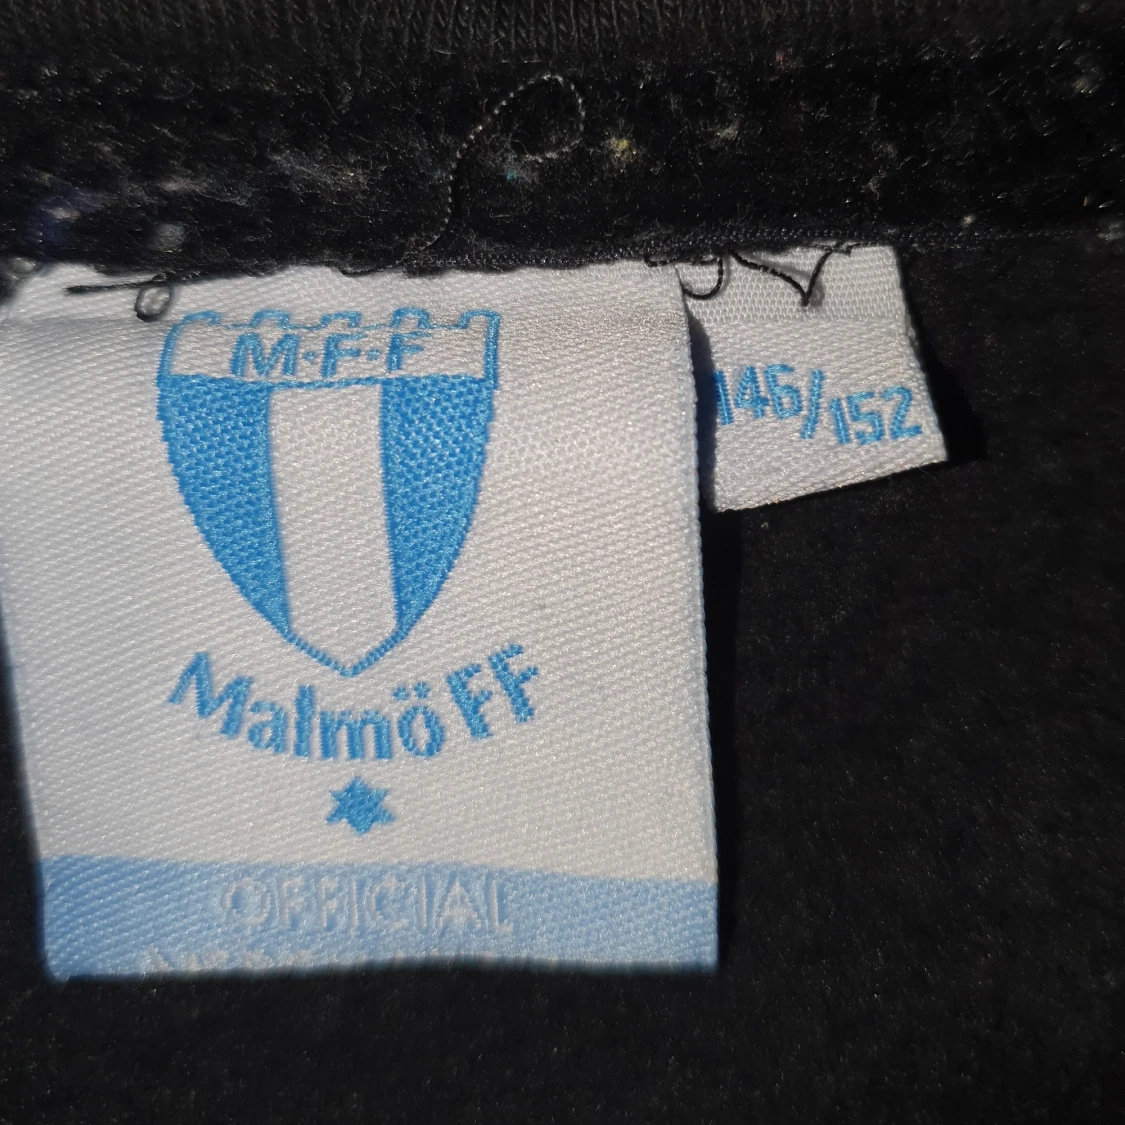 M·F·F
146/152
Malmö FF
OFFICIAL